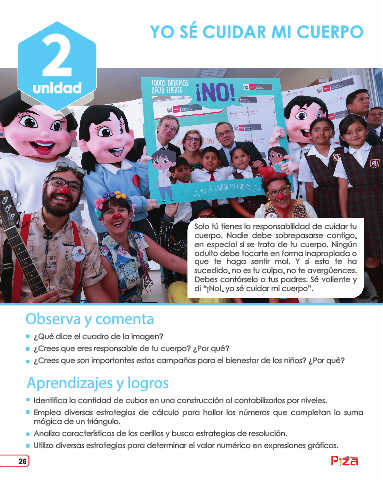 2
unidad
YO SÉ CUIDAR MI CUERPO
TODOS DEBEMOS
¡NO!
Solo tú tienes la responsabilidad de cuidar tu
cuerpo. Nadie debe sobrepasarse contigo,
en especial si se trata de tu cuerpo. Ningún
adulto debe tocarte en forma inapropiada o
que te haga sentir mal. Y si esto te ha
sucedido, no es tu culpa, no te avergüences.
Debes contárselo a tus padres. Sé valiente y
di "¡No!, yo sé cuidar mi cuerpo".
Observa y comenta
¿Qué dice el cuadro de la imagen?
¿Crees que eres responsable de tu cuerpo? ¿Por qué?
¿Crees que son importantes estas campañas para el bienestar de los niños? ¿Por qué?
Aprendizajes y logros
Identifica la cantidad de cubos en una construcción al contabilizarlos por niveles.
Emplea diversas estrategias de cálculo para hallar los números que completan la suma
mágica de un triángulo.
Analiza características de los cerillos y busca estrategias de resolución.
Utiliza diversas estrategias para determinar el valor numérico en expresiones gráficas.
26
Piza